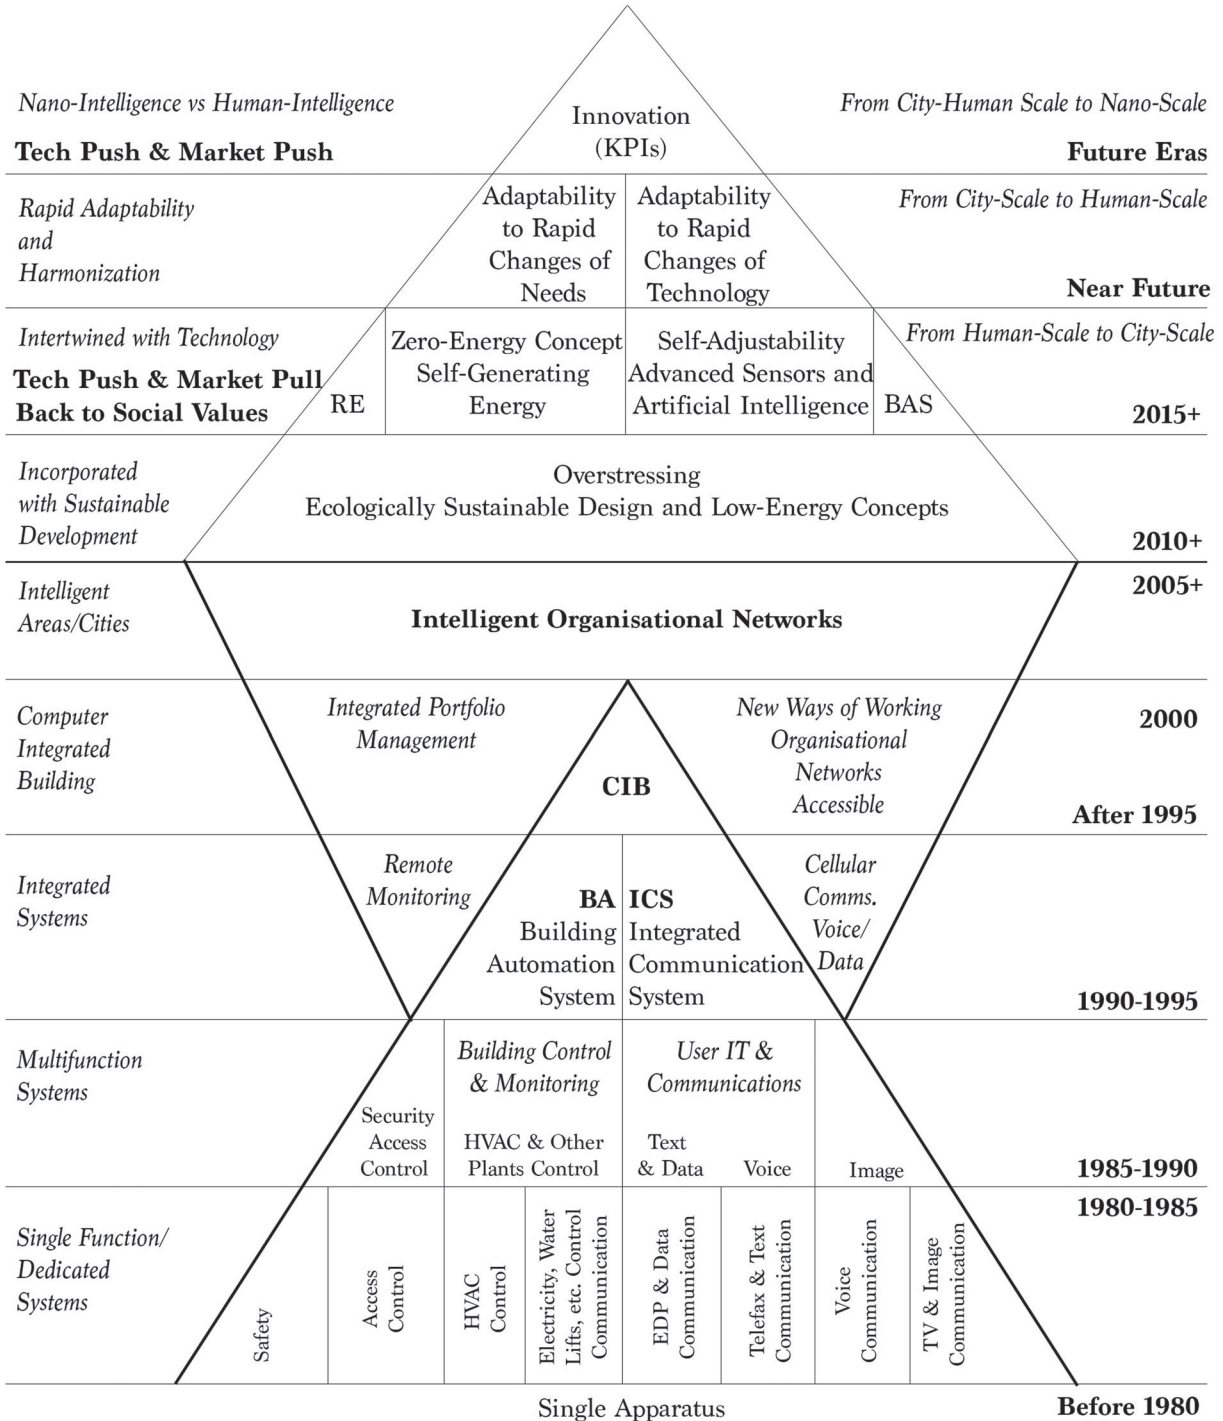 Nano-Intelligence vs Human-Intelligence
Tech Push & Market Push
Innovation
(KPIs)
From City-Human Scale to Nano-Scale
Future Eras
Rapid Adaptability
and
Harmonization
Adaptability
to Rapid
Changes of
Needs
Adaptability
to Rapid
Changes of
Technology
From City-Scale to Human-Scale
Near Future
Intertwined with Technology
Tech Push & Market Pull
Back to Social Values
RE
Zero-Energy Concept
Self-Generating
Energy
Self-Adjustability
Advanced Sensors and
Artificial Intelligence
BAS
From Human-Scale to City-Scale
2015+
Incorporated
with Sustainable
Development
Overstressing
Ecologically Sustainable Design and Low-Energy Concepts
2010+
Intelligent
Areas/Cities
Intelligent Organisational Networks
2005+
Computer
Integrated
Building
Integrated Portfolio
Management
CIB
New Ways of Working
Organisational
Networks
Accessible
2000
After 1995
Integrated
Systems
Remote
Monitoring
BA
Building
Automation
System
ICS
Integrated
Communication
System
Cellular
Comms.
Voice/
Data
1990-1995
Multifunction
Systems
Security
Access
Control
Building Control
& Monitoring
HVAC & Other
Plants Control
User IT &
Communications
Text
& Data
Voice
Image
1985-1990
1980-1985
Single Function/
Dedicated
Systems
Safety
Access
Control
HVAC
Control
Electricity, Water
Lifts, etc. Control
Communication
EDP & Data
Communication
Telefax & Text
Communication
Voice
Communication
TV & Image
Communication
Single Apparatus
Before 1980